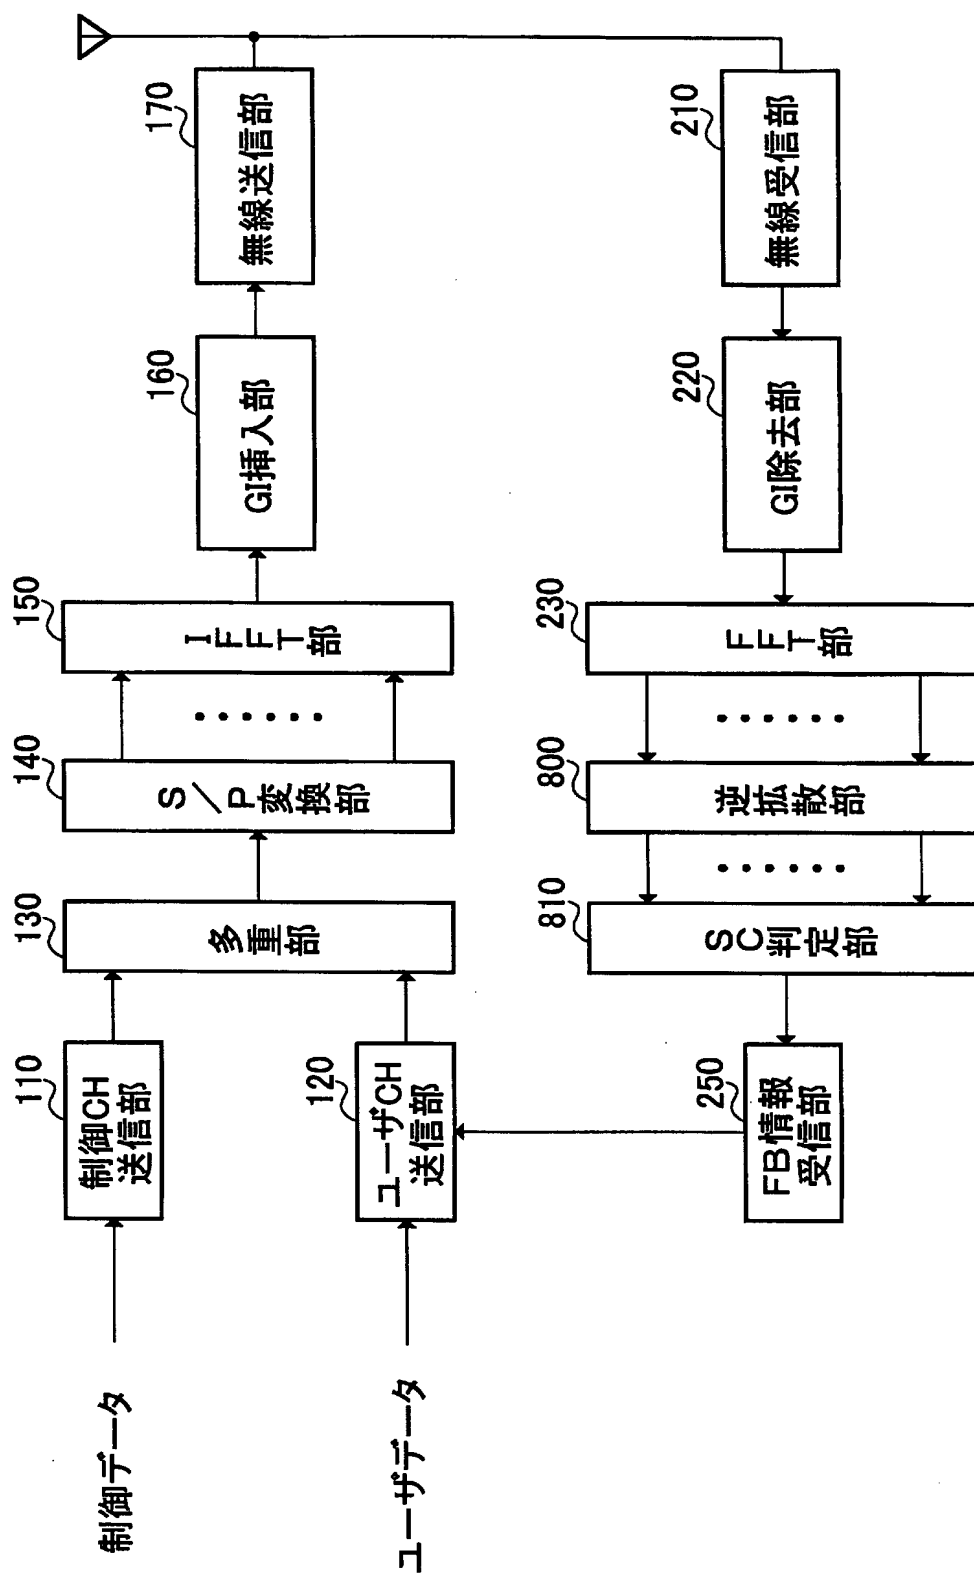 制御データ
110
制御CH
送信部
130
多重部
140
S/P変換部
150
IFFT部
160
GI挿入部
170
無線送信部
ユーザデータ
120
ユーザCH
送信部
250
FB情報
受信部
810
SC判定部
800
逆拡散部
230
FFT部
220
GI除去部
210
無線受信部